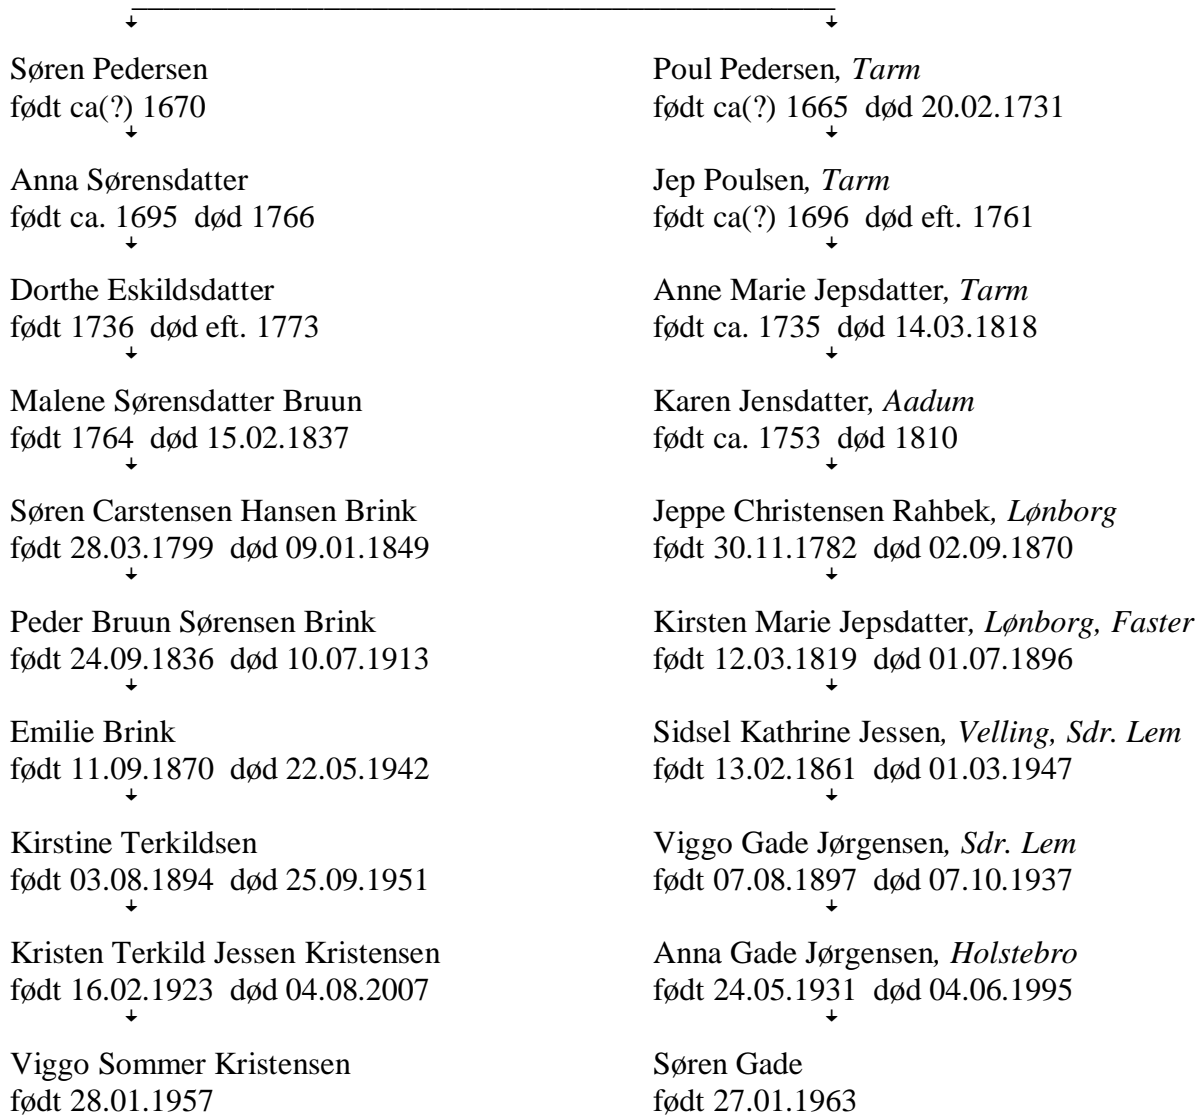 Søren Pedersen
født ca(?) 1670
Anna Sørensdatter
født ca. 1695 død 1766
Dorthe Eskildsdatter
født 1736 død eft. 1773
Malene Sørensdatter Bruun
født 1764 død 15.02.1837
Søren Carstensen Hansen Brink
født 28.03.1799 død 09.01.1849
Peder Bruun Sørensen Brink
født 24.09.1836 død 10.07.1913
Emilie Brink
født 11.09.1870 død 22.05.1942
Kirstine Terkildsen
født 03.08.1894 død 25.09.1951
Kristen Terkild Jessen Kristensen
født 16.02.1923 død 04.08.2007
Viggo Sommer Kristensen
født 28.01.1957
Poul Pedersen, Tarm
født ca(?) 1665 død 20.02.1731
Jep Poulsen, Tarm
født ca(?) 1696 død eft. 1761
Anne Marie Jepsdatter, Tarm
født ca. 1735 død 14.03.1818
Karen Jensdatter, Aadum
født ca. 1753 død 1810
Jeppe Christensen Rahbek, Lønborg
født 30.11.1782 død 02.09.1870
Kirsten Marie Jepsdatter, Lønborg, Faster
født 12.03.1819 død 01.07.1896
Sidsel Kathrine Jessen, Velling, Sdr. Lem
født 13.02.1861 død 01.03.1947
Viggo Gade Jørgensen, Sdr. Lem
født 07.08.1897 død 07.10.1937
Anna Gade Jørgensen, Holstebro
født 24.05.1931 død 04.06.1995
Søren Gade
født 27.01.1963